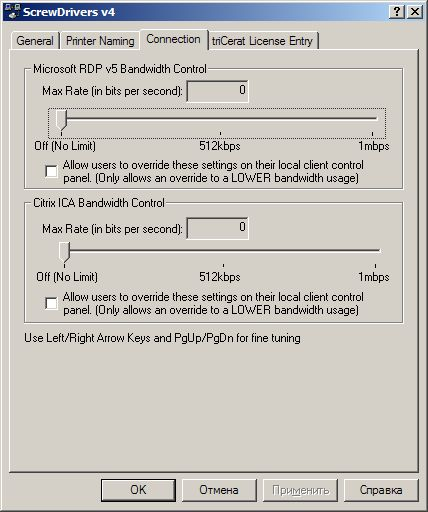 ScrewDrivers v4
General Printer Naming Connection triCerat License Entry
Microsoft RDP v5 Bandwidth Control
Max Rate (in bits per second): 0
Off (No Limit) 512kbps 1mbps
Allow users to override these settings on their local client control
panel. (Only allows an override to a LOWER bandwidth usage)
Citrix ICA Bandwidth Control
Max Rate (in bits per second): 0
Off (No Limit) 512kbps 1mbps
Allow users to override these settings on their local client control
panel. (Only allows an override to a LOWER bandwidth usage)
Use Left/Right Arrow Keys and PgUp/PgDn for fine tuning
OK Отмена Применить Справка